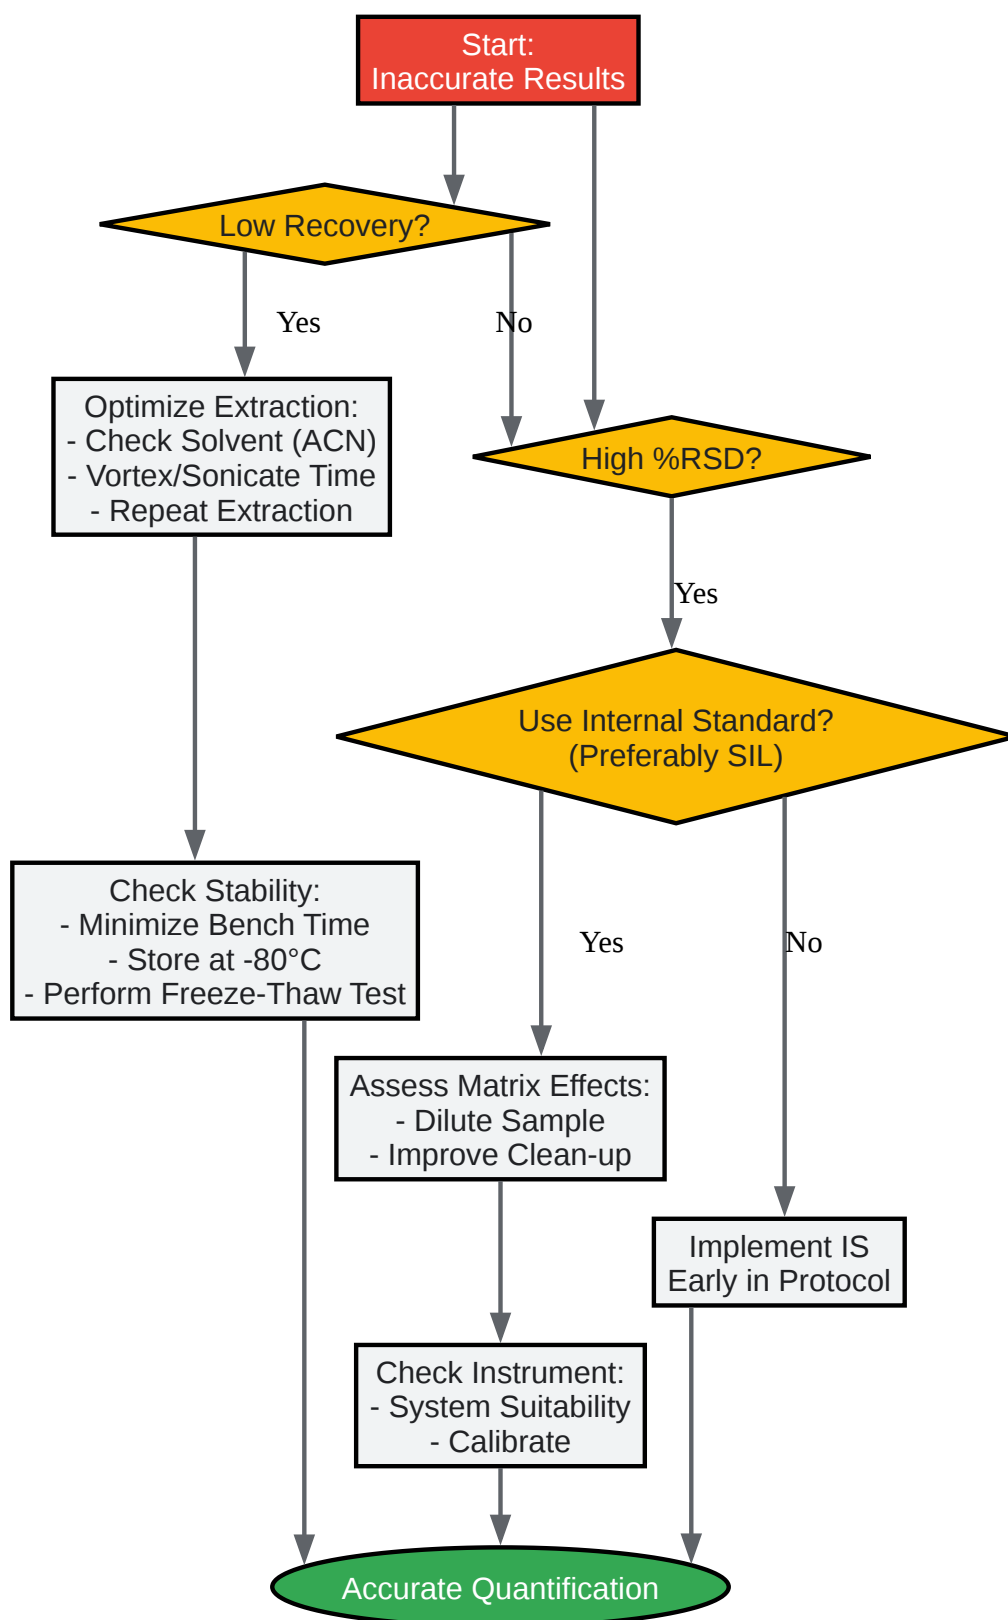 Start:
Inaccurate Results
Low Recovery?
Yes
No
Optimize Extraction:
- Check Solvent (ACN)
- Vortex/Sonicate Time
- Repeat Extraction
High %RSD?
Yes
Use Internal Standard?
(Preferably SIL)
Check Stability:
- Minimize Bench Time
- Store at -80°C
- Perform Freeze-Thaw Test
Yes
No
Assess Matrix Effects:
- Dilute Sample
- Improve Clean-up
Implement IS
Early in Protocol
Check Instrument:
- System Suitability
- Calibrate
Accurate Quantification